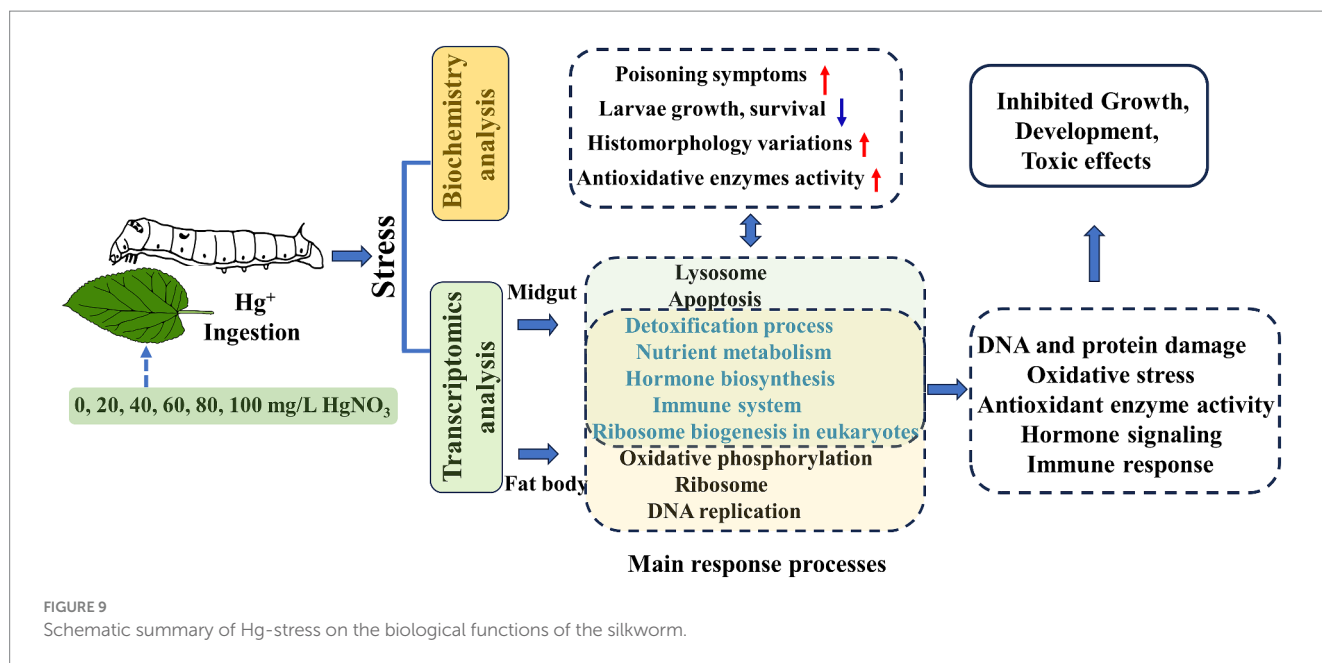 Hg⁺
Ingestion
0, 20, 40, 60, 80, 100 mg/L HgNO₃
Stress
Biochemistry
analysis
Transcriptomics
analysis
Midgut
Fat body
Poisoning symptoms
Larvae growth, survival
Histomorphology variations
Antioxidative enzymes activity
Lysosome
Apoptosis
Detoxification process
Nutrient metabolism
Hormone biosynthesis
Immune system
Ribosome biogenesis in eukaryotes
Oxidative phosphorylation
Ribosome
DNA replication
Main response processes
Inhibited Growth,
Development,
Toxic effects
DNA and protein damage
Oxidative stress
Antioxidant enzyme activity
Hormone signaling
Immune response
FIGURE 9
Schematic summary of Hg-stress on the biological functions of the silkworm.